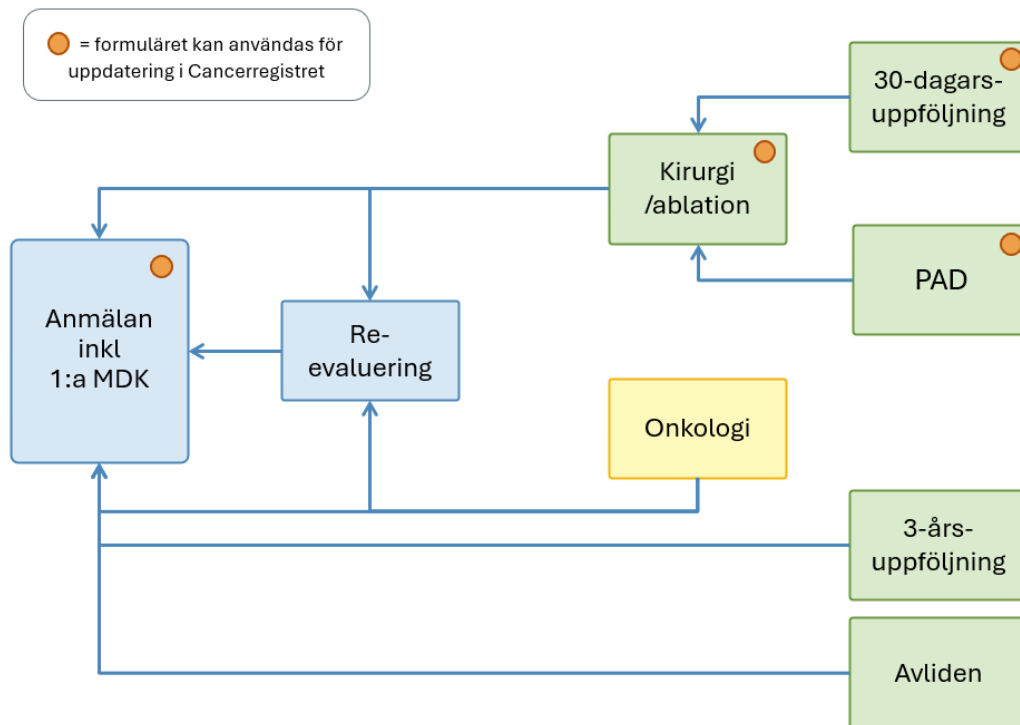 = formuläret kan användas för
uppdatering i Cancerregistret
30-dagars-
uppföljning
Kirurgi
/ablation
PAD
Anmälan
inkl
1:a MDK
Re-
evaluering
Onkologi
3-års-
uppföljning
Avliden